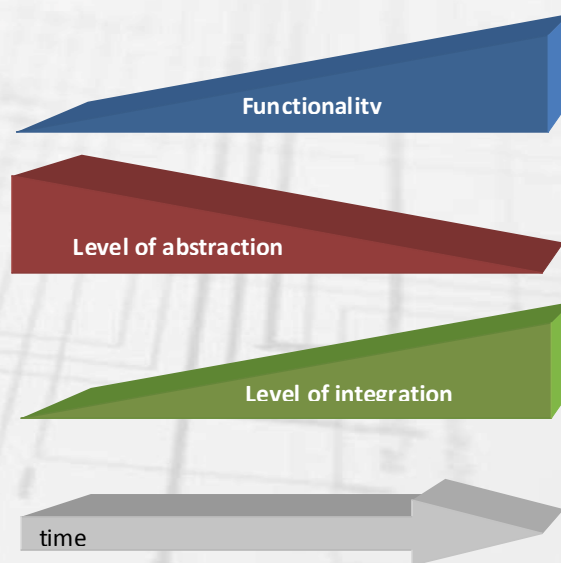 Functionality
Level of abstraction
Level of integration
time